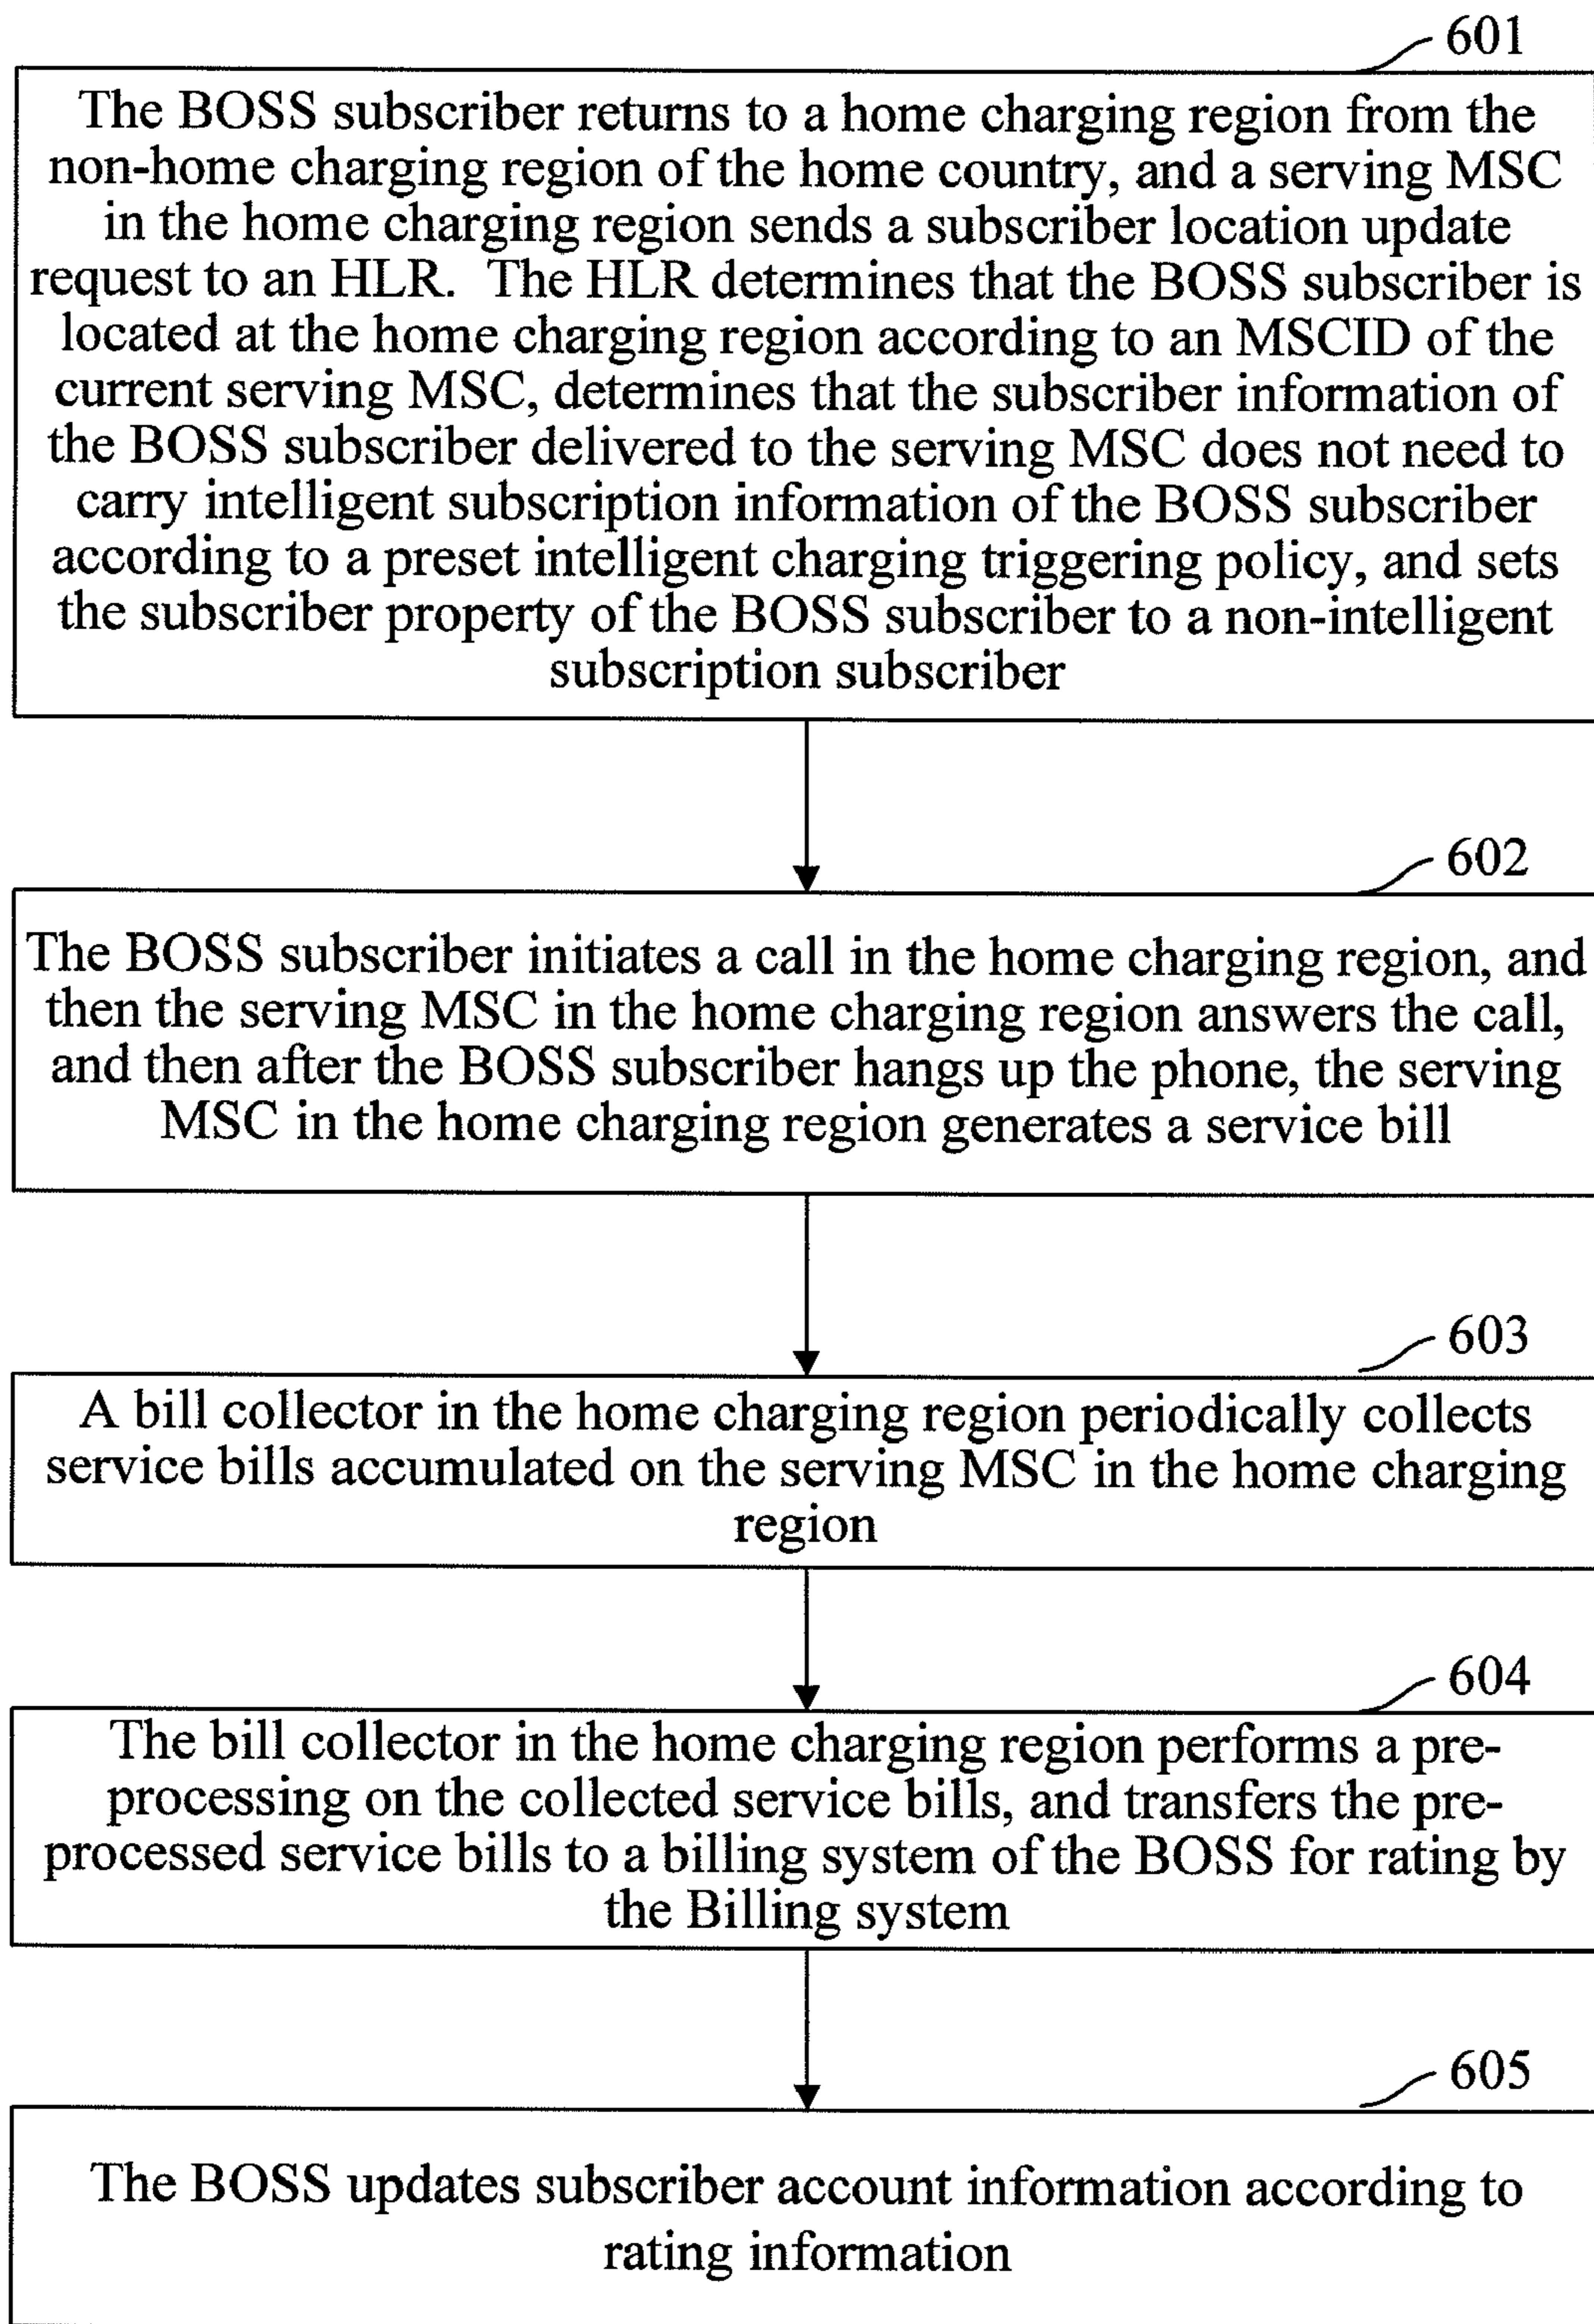 601
The BOSS subscriber returns to a home charging region from the
non-home charging region of the home country, and a serving MSC
in the home charging region sends a subscriber location update
request to an HLR. The HLR determines that the BOSS subscriber is
located at the home charging region according to an MSCID of the
current serving MSC, determines that the subscriber information of
the BOSS subscriber delivered to the serving MSC does not need to
carry intelligent subscription information of the BOSS subscriber
according to a preset intelligent charging triggering policy, and sets
the subscriber property of the BOSS subscriber to a non-intelligent
subscription subscriber
602
The BOSS subscriber initiates a call in the home charging region, and
then the serving MSC in the home charging region answers the call,
and then after the BOSS subscriber hangs up the phone, the serving
MSC in the home charging region generates a service bill
603
A bill collector in the home charging region periodically collects
service bills accumulated on the serving MSC in the home charging
region
604
The bill collector in the home charging region performs a pre-
processing on the collected service bills, and transfers the pre-
processed service bills to a billing system of the BOSS for rating by
the Billing system
605
The BOSS updates subscriber account information according to
rating information